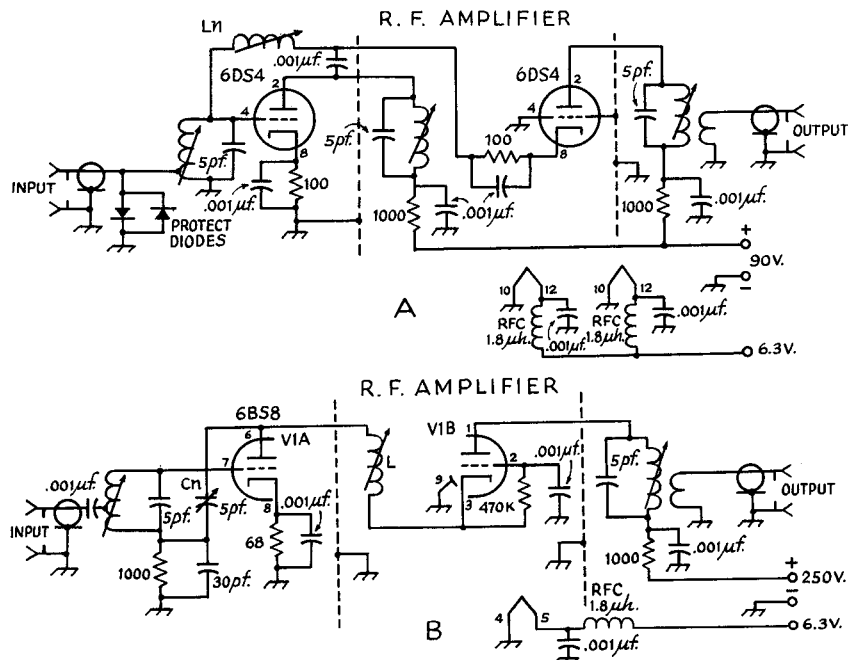 R. F. AMPLIFIER
Ln
.001µf.
6DS4
2
4
8
5pf.
100
.001µf.
INPUT
PROTECT
DIODES
5pf.
1000
.001µf.
100
6DS4
2
4
8
5pf.
OUTPUT
1000
.001µf.
+
90V.
−
A
10
12
RFC
1.8µh.
.001µf.
10
12
RFC
1.8µh.
.001µf.
6.3V.
R. F. AMPLIFIER
6BS8
6
V1A
7
8
.001µf.
INPUT
5pf.
Cn
5pf.
.001µf.
68
1000
30pf.
L
V1B
1
2
9
3
470K
.001µf.
5pf.
OUTPUT
1000
.001µf.
+
250V.
−
RFC
1.8µh.
6.3V.
4
5
.001µf.
B